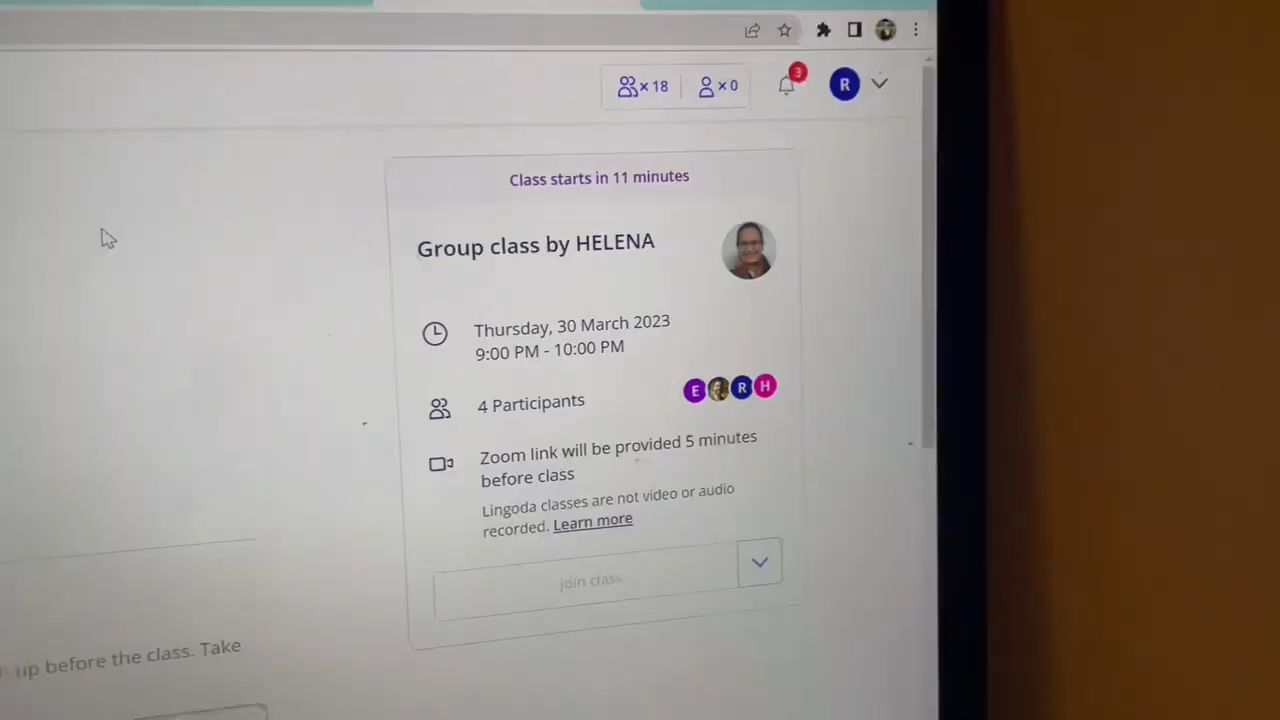 × 18
× 0
3
R
Class starts in 11 minutes
Group class by HELENA
Thursday, 30 March 2023
9:00 PM - 10:00 PM
4 Participants
E R H
Zoom link will be provided 5 minutes
before class
Lingoda classes are not video or audio
recorded. Learn more
Join class
up before the class. Take